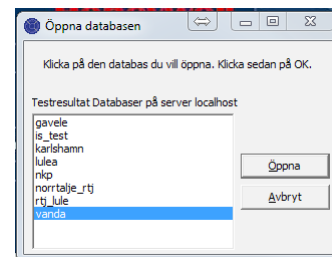 Öppna databasen
Klicka på den databas du vill öppna. Klicka sedan på OK.
Testresultat Databaser på server localhost
gavele
is_test
karlshamn
lulea
nkp
norrtalje_rtj
rtj_lule
vanda
Öppna
Avbryt